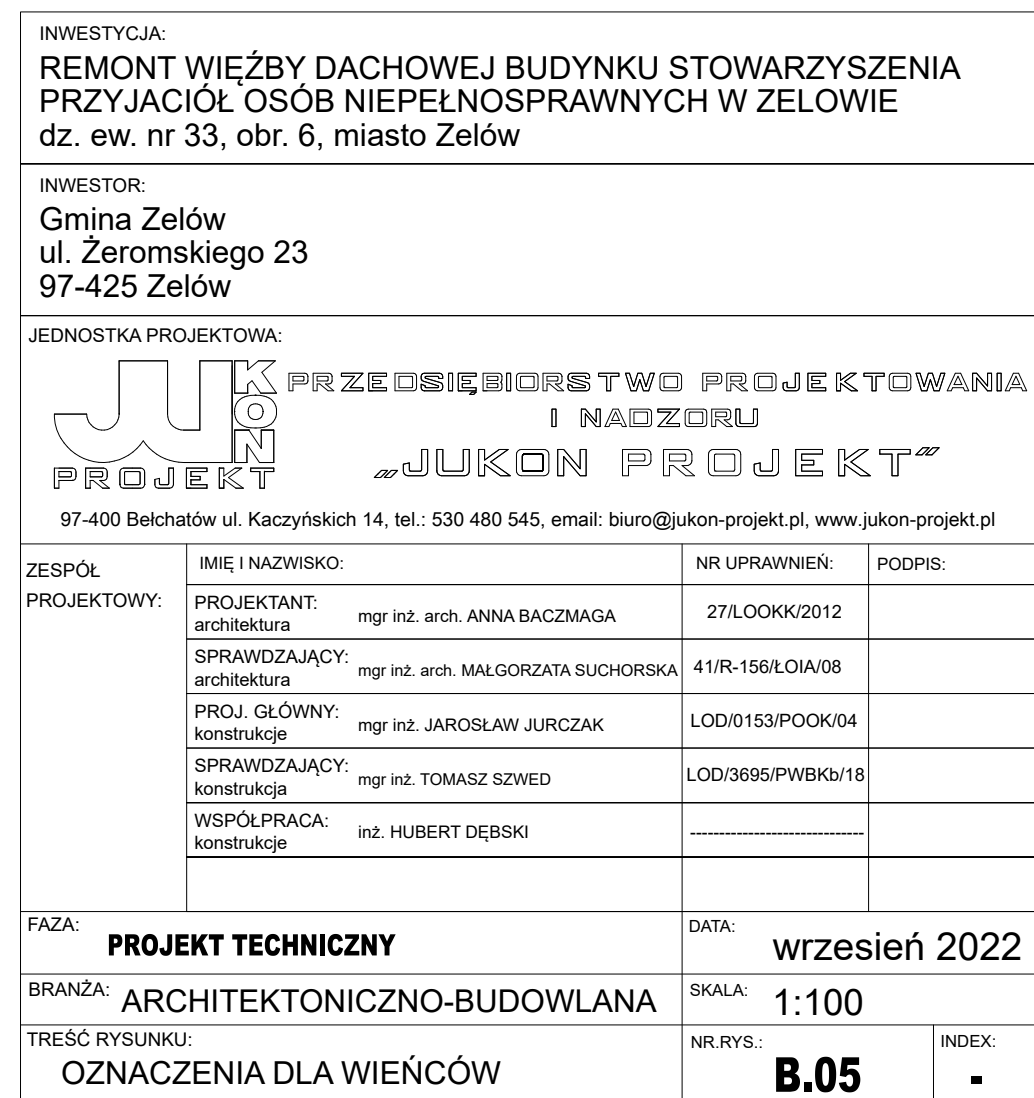 INWESTYCJA:
REMONT WIĘŹBY DACHOWEJ BUDYNKU STOWARZYSZENIA
PRZYJACIÓŁ OSÓB NIEPEŁNOSPRAWNYCH W ZELOWIE
dz. ew. nr 33, obr. 6, miasto Zelów
INWESTOR:
Gmina Zelów
ul. Żeromskiego 23
97-425 Zelów
JEDNOSTKA PROJEKTOWA:
JUKON
PROJEKT
PRZEDSIĘBIORSTWO PROJEKTOWANIA
I NADZORU
„JUKON PROJEKT”
97-400 Bełchatów ul. Kaczyńskich 14, tel.: 530 480 545, email: biuro@jukon-projekt.pl, www.jukon-projekt.pl
ZESPÓŁ
PROJEKTOWY:
IMIĘ I NAZWISKO: NR UPRAWNIEŃ: PODPIS:
PROJEKTANT:
architektura mgr inż. arch. ANNA BACZMAGA 27/LOOKK/2012
SPRAWDZAJĄCY:
architektura mgr inż. arch. MAŁGORZATA SUCHORSKA 41/R-156/ŁOIA/08
PROJ. GŁÓWNY:
konstrukcje mgr inż. JAROSŁAW JURCZAK LOD/0153/POOK/04
SPRAWDZAJĄCY:
konstrukcja mgr inż. TOMASZ SZWED LOD/3695/PWBKb/18
WSPÓŁPRACA:
konstrukcje inż. HUBERT DĘBSKI ------------------------------
FAZA: PROJEKT TECHNICZNY
DATA: wrzesień 2022
BRANŻA: ARCHITEKTONICZNO-BUDOWLANA
SKALA: 1:100
TREŚĆ RYSUNKU:
OZNACZENIA DLA WIEŃCÓW
NR.RYS.:
B.05
INDEX:
-